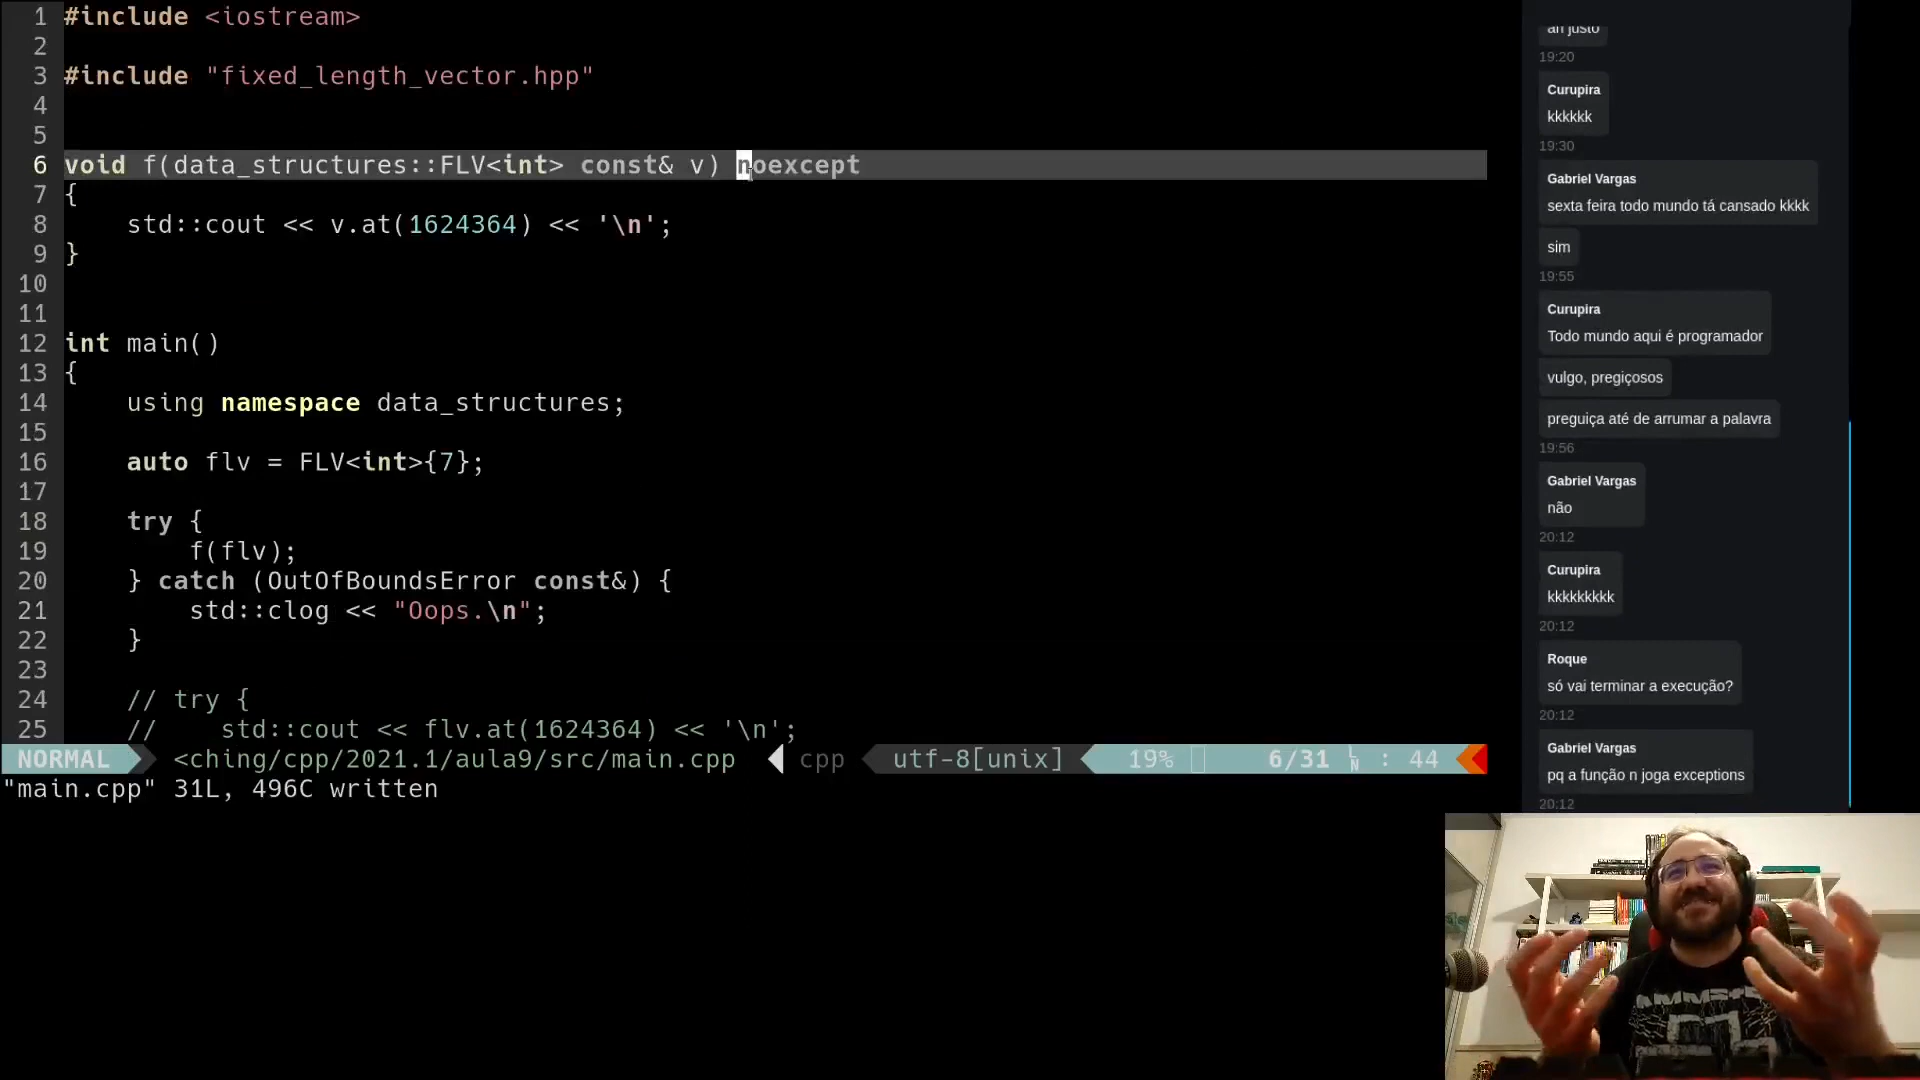 1 #include <iostream>
2
3 #include "fixed_length_vector.hpp"
4
5
6 void f(data_structures::FLV<int> const& v) noexcept
7 {
8 std::cout << v.at(1624364) << '\n';
9 }
10
11
12 int main()
13 {
14 using namespace data_structures;
15
16 auto flv = FLV<int>{7};
17
18 try {
19 f(flv);
20 } catch (OutOfBoundsError const&) {
21 std::clog << "Oops.\n";
22 }
23
24 // try {
25 // std::cout << flv.at(1624364) << '\n';
NORMAL <ching/cpp/2021.1/aula9/src/main.cpp cpp utf-8[unix] 19% 6/31 : 44
"main.cpp" 31L, 496C written
ah justo
19:20
Curupira
kkkkkk
19:30
Gabriel Vargas
sexta feira todo mundo tá cansado kkkk
sim
19:55
Curupira
Todo mundo aqui é programador
vulgo, pregiçosos
preguiça até de arrumar a palavra
19:56
Gabriel Vargas
não
20:12
Curupira
kkkkkkkkk
20:12
Roque
só vai terminar a execução?
20:12
Gabriel Vargas
pq a função n joga exceptions
20:12